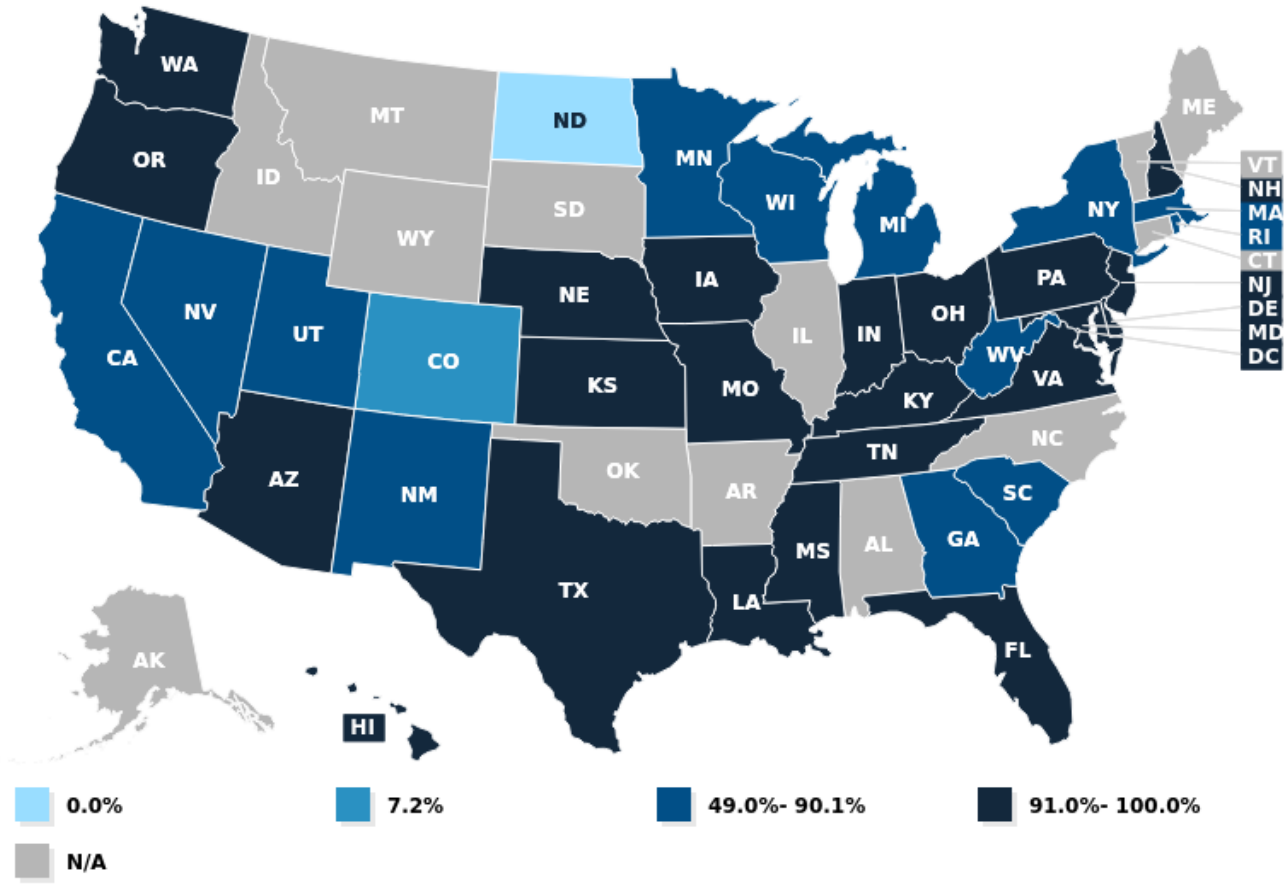 WA
ME
MT
ND
OR
MN
VT
ID
NH
SD
WI
NY
MA
MI
RI
WY
CT
IA
PA
NJ
NE
DE
NV
OH
MD
UT
IL
IN
WV
DC
CA
CO
KS
MO
VA
KY
NC
TN
AZ
OK
NM
AR
SC
GA
AL
MS
TX
LA
FL
AK
HI
0.0%
7.2%
49.0%- 90.1%
91.0%- 100.0%
N/A